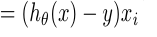 = (h_θ(x) − y)x_i